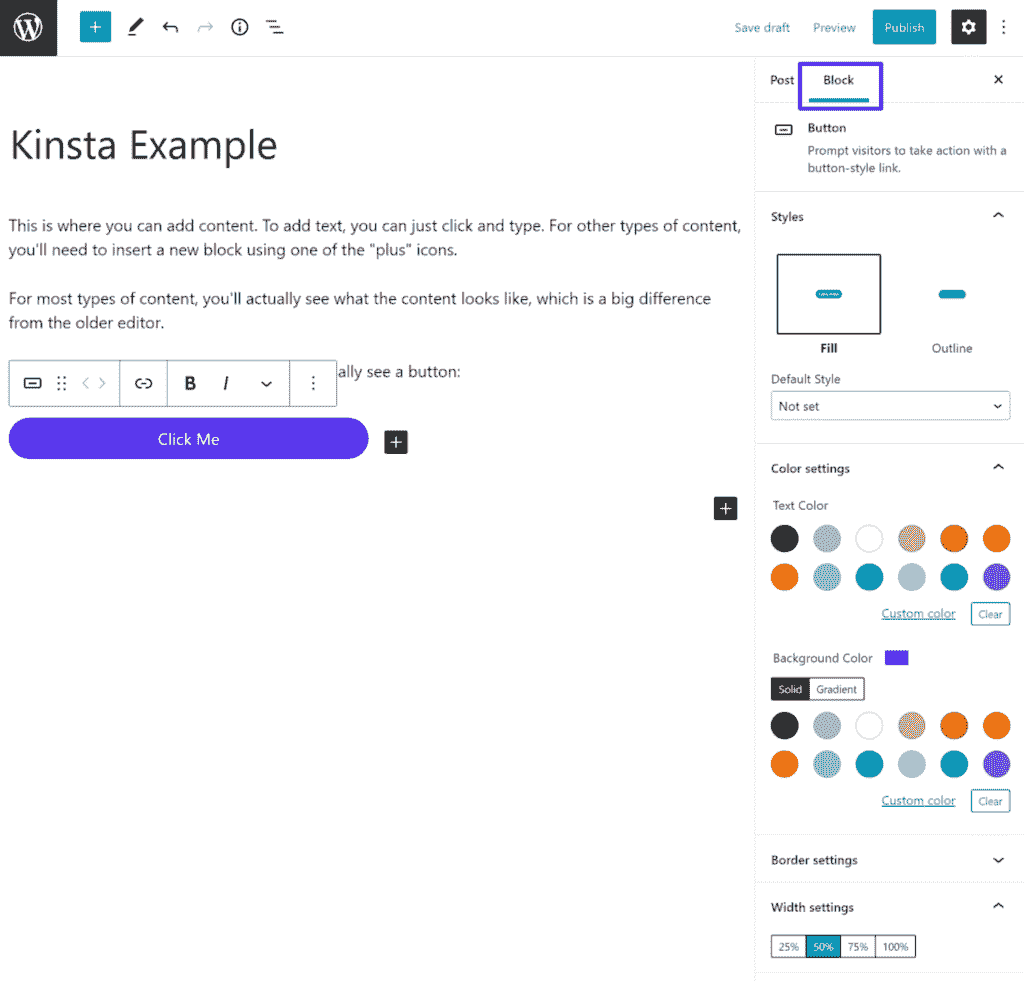 Save draft Preview Publish
Post Block
Kinsta Example
This is where you can add content. To add text, you can just click and type. For other types of content,
you'll need to insert a new block using one of the "plus" icons.
For most types of content, you'll actually see what the content looks like, which is a big difference
from the older editor.
B I ally see a button:
Click Me
Button
Prompt visitors to take action with a
button-style link.
Styles
Fill Outline
Default Style
Not set
Color settings
Text Color
Custom color Clear
Background Color
Solid Gradient
Custom color Clear
Border settings
Width settings
25% 50% 75% 100%